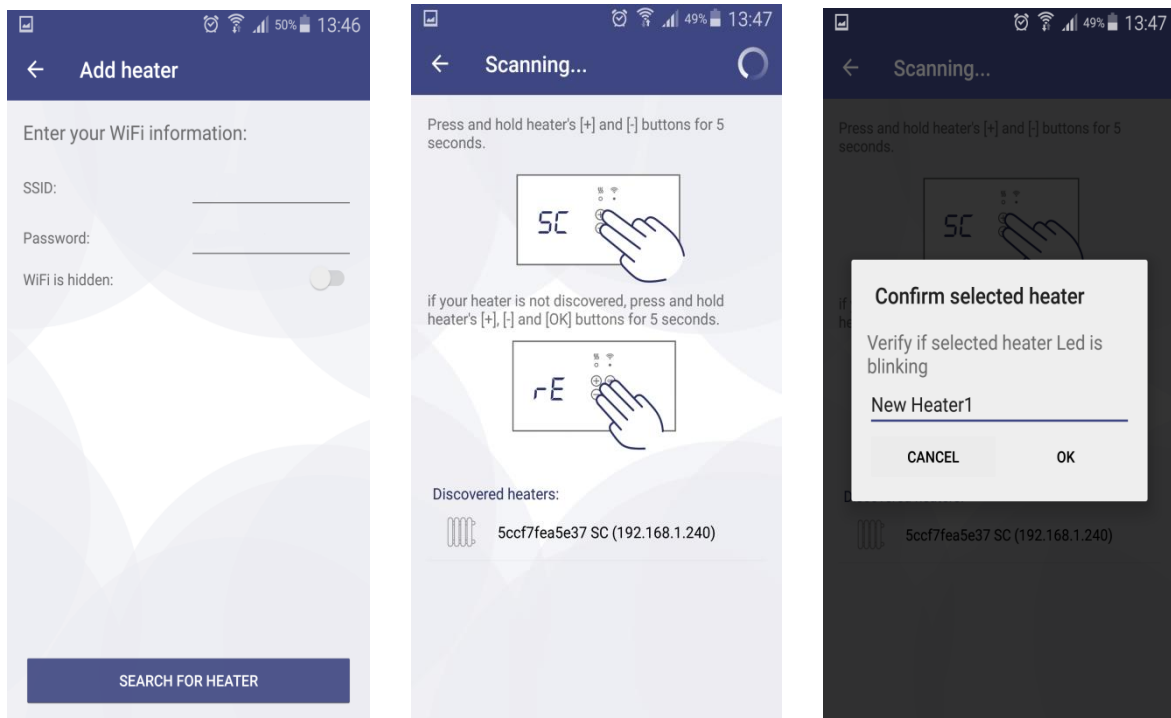 50% 13:46
Add heater
Enter your WiFi information:
SSID:
Password:
WiFi is hidden:
SEARCH FOR HEATER
49% 13:47
Scanning...
Press and hold heater's [+] and [-] buttons for 5
seconds.
SC
if your heater is not discovered, press and hold
heater's [+], [-] and [OK] buttons for 5 seconds.
rE
Discovered heaters:
5ccf7fea5e37 SC (192.168.1.240)
49% 13:47
Scanning...
Press and hold heater's [+] and [-] buttons for 5
seconds.
SC
if
he
Confirm selected heater
Verify if selected heater Led is
blinking
New Heater1
CANCEL OK
5ccf7fea5e37 SC (192.168.1.240)